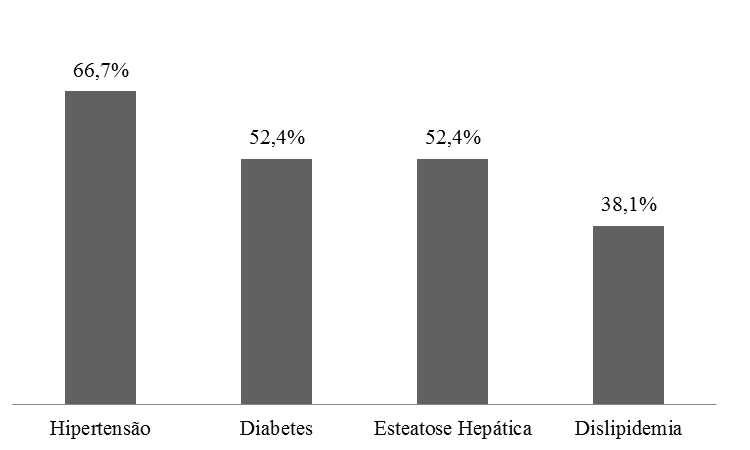 66,7%
52,4%
52,4%
38,1%
Hipertensão
Diabetes
Esteatose Hepática
Dislipidemia